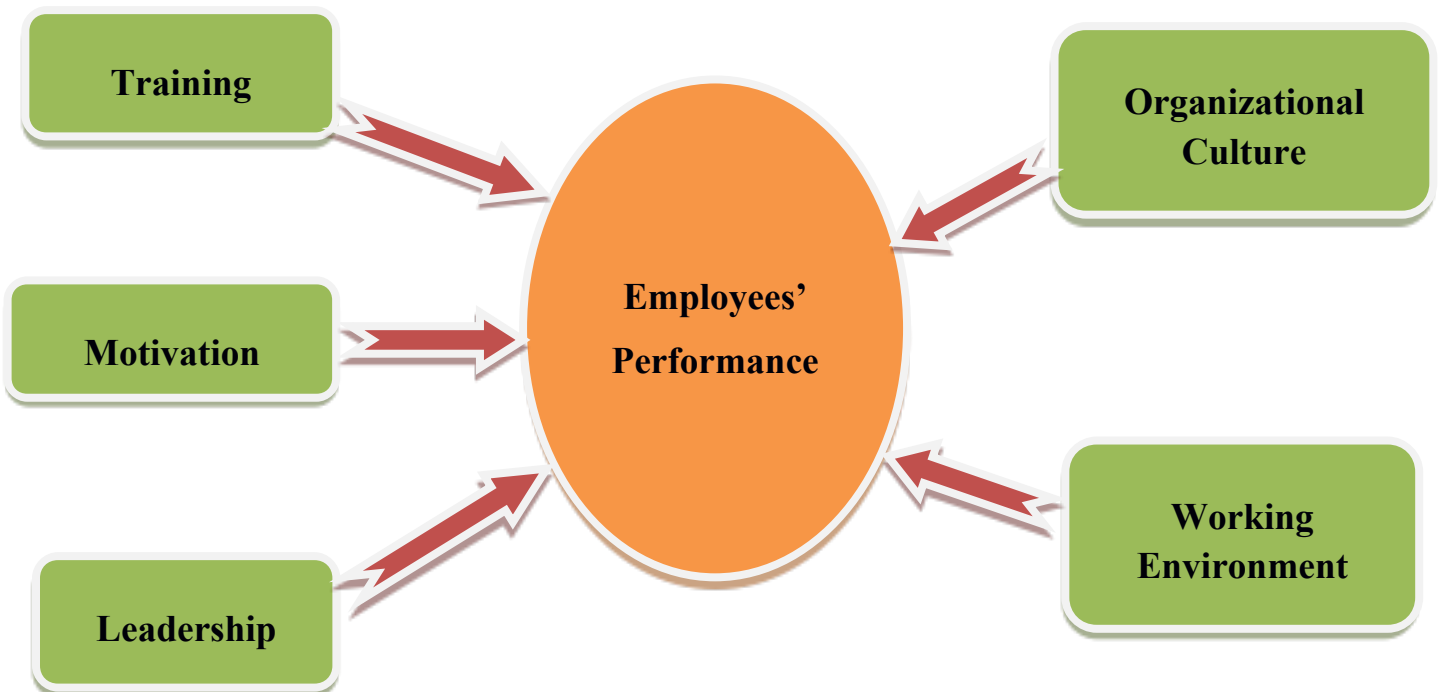 Training
Organizational
Culture
Employees’
Performance
Motivation
Working
Environment
Leadership